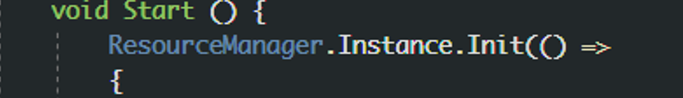 void Start () {
ResourceManager.Instance.Init(() =>
{